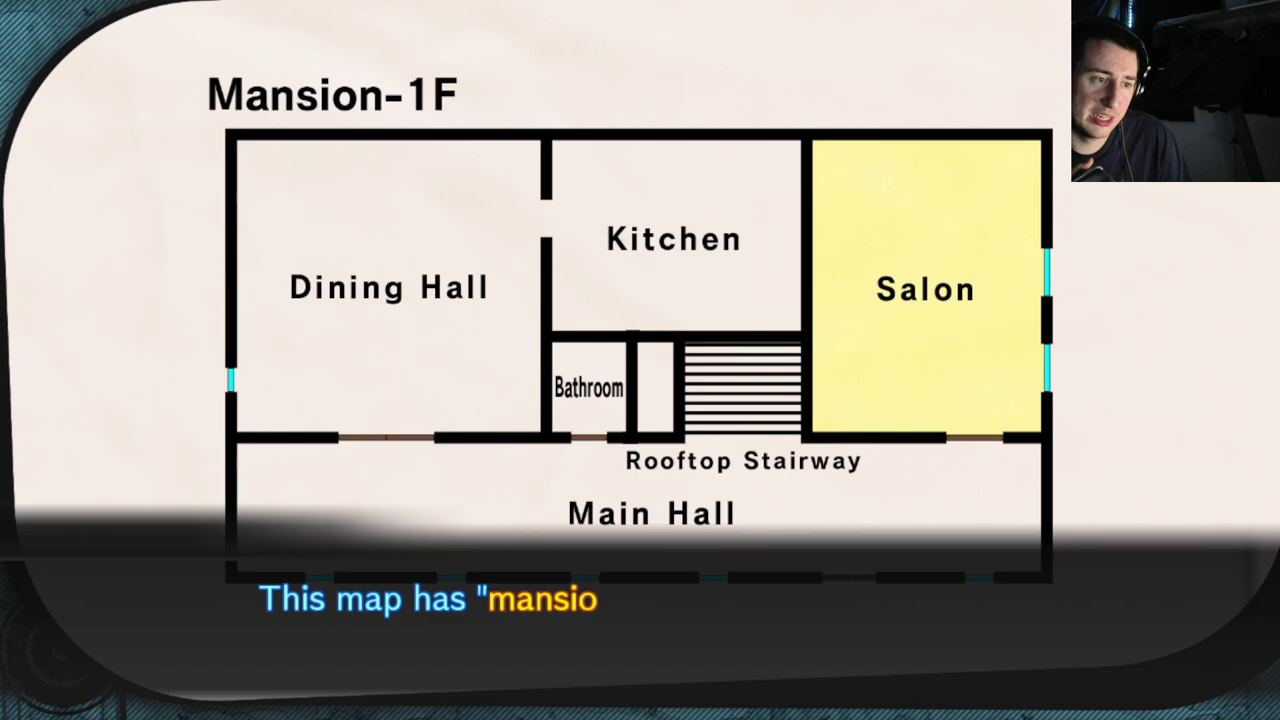 Mansion-1F
Kitchen
Dining Hall
Salon
Bathroom
Rooftop Stairway
Main Hall
This map has "mansio